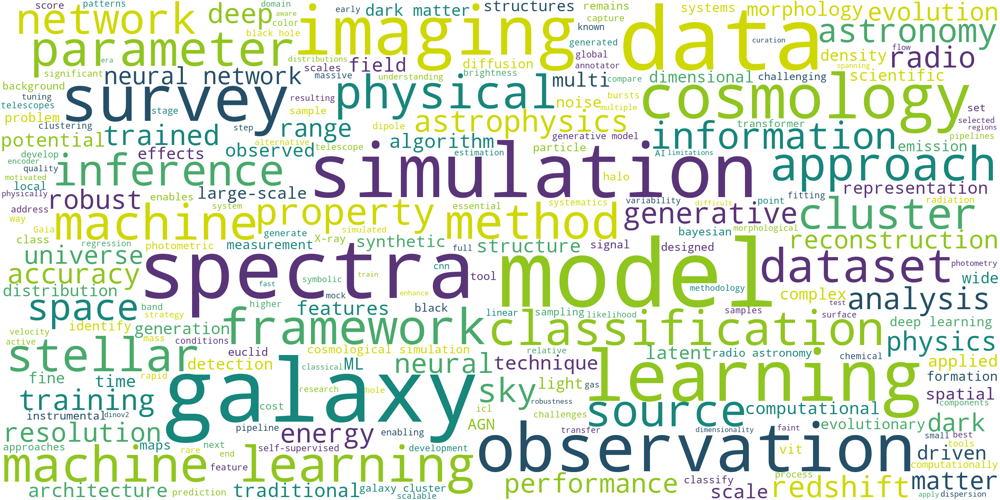 score
patterns
domain
early
dark matter
structures
remains
systems
morphology
evolution
network
deep
aware
color
imaging
capture
known
data
astronomy
black hole
parameter
generated
curation
flow
radio
era
distributions
scales
field
diffusion
global
annotator
density
spanning
significant
neural network
massive
understanding
brightness
multi
compare
dimensional
challenging
scientific
background
tuning
telescopes
survey
resulting
physical
noise
bursts
multiple
cosmology
problem
stage
sample
set
clustering
step
range
dipole
astrophysics
transformer
selected
regions
potential
trained
alternative
algorithm
generative model
information
pipelines
develop
effects
observed
telescope
estimation
particle
AI
limitations
emission
encoder
quality
inference
simulation
approach
motivated
local
halo
physically
robust
enables
large-scale
fitting
representation
address
system
essential
systematics
variability
difficult
point
radiation
way
machine
property
method
generative
cluster
Gaia
generate
simulated
bayesian
morphological
class
regression
photometric
measurement
X-ray
synthetic
full
structure
signal
designed
reconstruction
universe
spectra
cnn
model
dataset
photometry
accuracy
symbolic
train
tool
wide
distribution
fast
enhance
methodology
complex
space
band
higher
mock
features
black
analysis
test
strategy
linear
sampling
likelihood
samples
surface
identify
generation
framework
classification
deep learning
velocity
active
mass
conditions
physics
stellar
euclid
cosmological simulation
relative
latent
radio astronomy
chemical
detection
classical
ML
neural
technique
learning
applied
fine
time
rapid
galaxy
sky
light
gas
formation
training
research
hole
spatial
instrumental
dinov2
cost
icl
robustness
challenges
source
computational
components
resolution
pipeline
energy
enabling
AGN
transfer
observation
dimensionality
faint
evolutionary
dark
approaches
maps
rare
next
end
self-supervised
development
vit
small
best
tools
driven
machine learning
feature
computationally
performance
classify
process
matter
architecture
prediction
traditional
galaxy cluster
scalable
scale
redshift
apply
dispersion